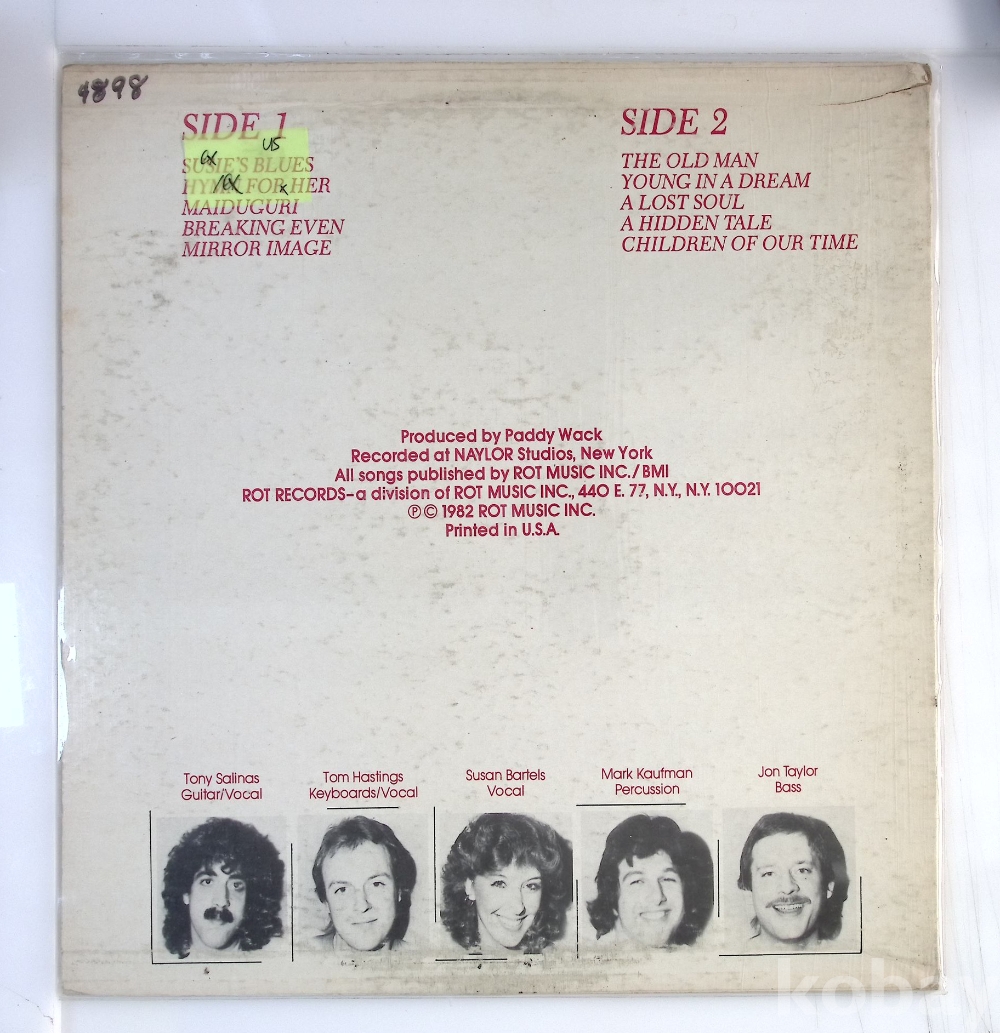 4898
SIDE 1
US
SUSIE'S BLUES
HYMN FOR HER
MAIDUGURI
BREAKING EVEN
MIRROR IMAGE
SIDE 2
THE OLD MAN
YOUNG IN A DREAM
A LOST SOUL
A HIDDEN TALE
CHILDREN OF OUR TIME
Produced by Paddy Wack
Recorded at NAYLOR Studios, New York
All songs published by ROT MUSIC INC./BMI
ROT RECORDS–a division of ROT MUSIC INC., 440 E. 77, N.Y., N.Y. 10021
℗ © 1982 ROT MUSIC INC.
Printed in U.S.A.
Tony Salinas
Guitar/Vocal
Tom Hastings
Keyboards/Vocal
Susan Bartels
Vocal
Mark Kaufman
Percussion
Jon Taylor
Bass